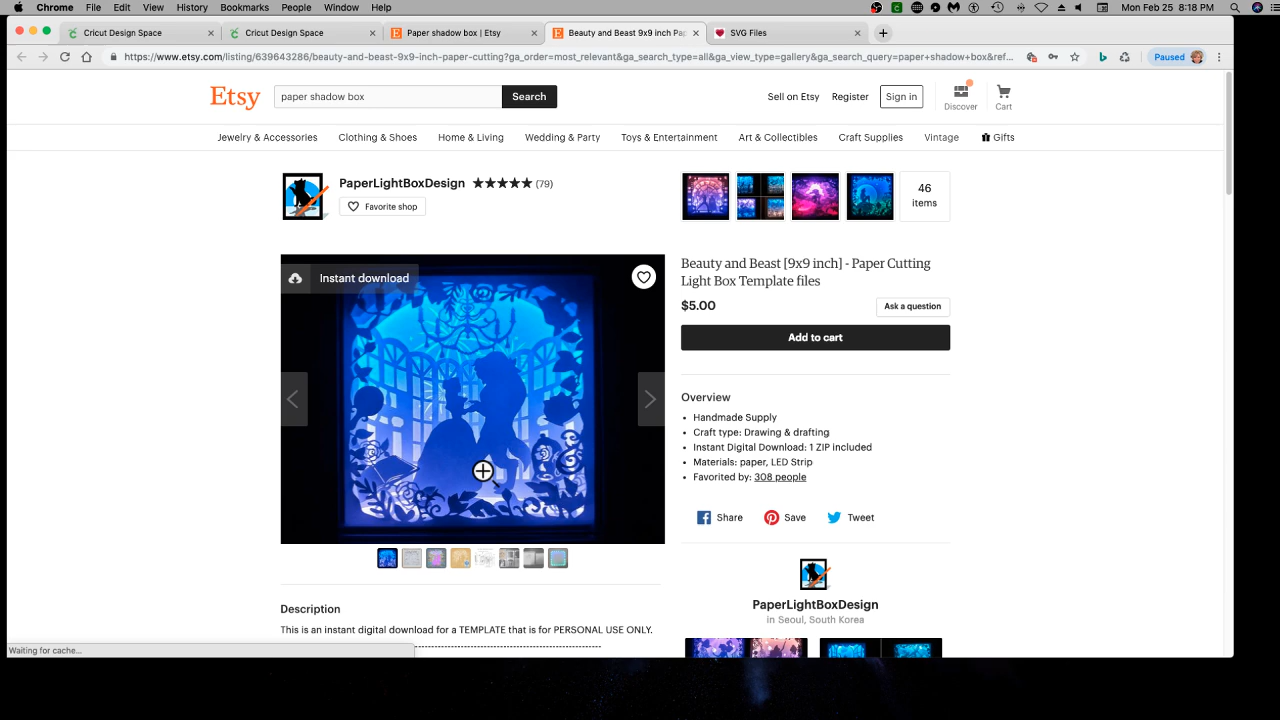 Chrome File Edit View History Bookmarks People Window Help Mon Feb 25 8:18 PM
Cricut Design Space Cricut Design Space Paper shadow box | Etsy Beauty and Beast 9x9 inch Pap SVG Files
https://www.etsy.com/listing/639643286/beauty-and-beast-9x9-inch-paper-cutting?ga_order=most_relevant&ga_search_type=all&ga_view_type=gallery&ga_search_query=paper+shadow+box&ref... Paused
Etsy paper shadow box Search Sell on Etsy Register Sign in Discover Cart
Jewelry & Accessories Clothing & Shoes Home & Living Wedding & Party Toys & Entertainment Art & Collectibles Craft Supplies Vintage Gifts
PaperLightBoxDesign (79)
Favorite shop
46
items
Instant download
Beauty and Beast [9x9 inch] - Paper Cutting
Light Box Template files
$5.00 Ask a question
Add to cart
Overview
Handmade Supply
Craft type: Drawing & drafting
Instant Digital Download: 1 ZIP included
Materials: paper, LED Strip
Favorited by: 308 people
Share Save Tweet
PaperLightBoxDesign
in Seoul, South Korea
Description
This is an instant digital download for a TEMPLATE that is for PERSONAL USE ONLY.
Waiting for cache...